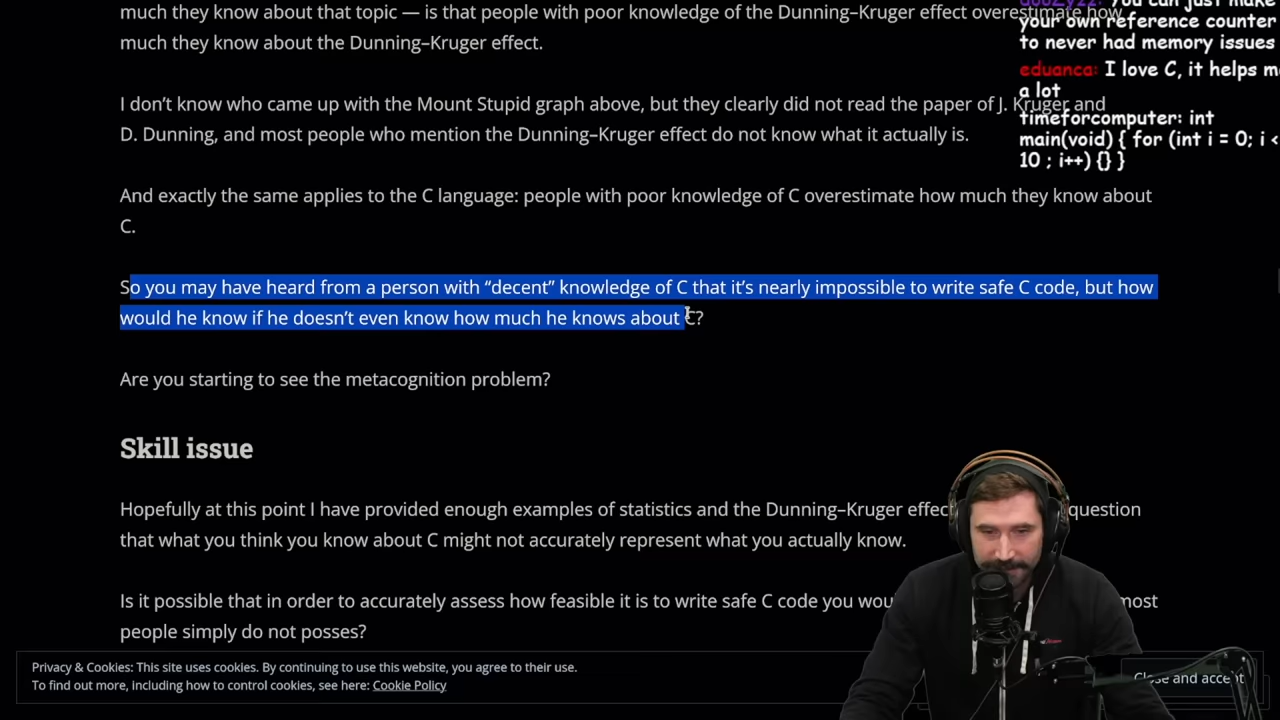 much they know about that topic — is that people with poor knowledge of the Dunning–Kruger effect overestimate how
much they know about the Dunning–Kruger effect.
I don’t know who came up with the Mount Stupid graph above, but they clearly did not read the paper of J. Kruger and
D. Dunning, and most people who mention the Dunning–Kruger effect do not know what it actually is.
And exactly the same applies to the C language: people with poor knowledge of C overestimate how much they know about
C.
So you may have heard from a person with “decent” knowledge of C that it’s nearly impossible to write safe C code, but how
would he know if he doesn’t even know how much he knows about C?
Are you starting to see the metacognition problem?
Skill issue
Hopefully at this point I have provided enough examples of statistics and the Dunning–Kruger effect question
that what you think you know about C might not accurately represent what you actually know.
Is it possible that in order to accurately assess how feasible it is to write safe C code you most
people simply do not posses?
Privacy & Cookies: This site uses cookies. By continuing to use this website, you agree to their use.
To find out more, including how to control cookies, see here: Cookie Policy
Close and accept
You can just make
your own reference counter
to never had memory issues
eduanca: I love C, it helps me
a lot
timeforcomputer: int
main(void) { for (int i = 0; i <
10 ; i++) {} }